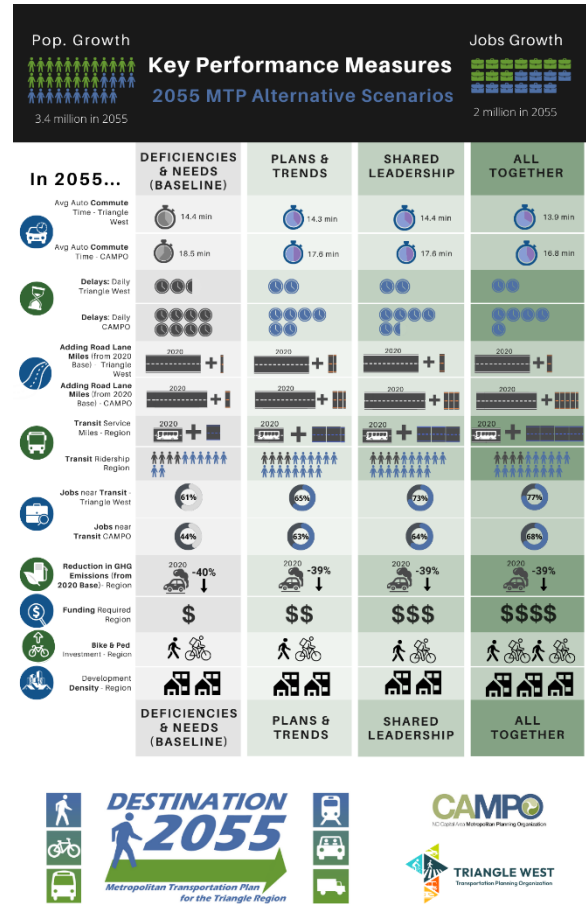 Pop. Growth
3.4 million in 2055
Key Performance Measures
2055 MTP Alternative Scenarios
Jobs Growth
2 million in 2055
In 2055...
DEFICIENCIES
& NEEDS
(BASELINE)
PLANS &
TRENDS
SHARED
LEADERSHIP
ALL
TOGETHER
Avg Auto Commute
Time - Triangle
West
14.4 min
14.3 min
14.4 min
13.9 min
Avg Auto Commute
Time - CAMPO
18.5 min
17.6 min
17.6 min
16.8 min
Delays: Daily
Triangle West
Delays: Daily
CAMPO
Adding Road Lane
Miles (from 2020
Base) - Triangle
West
2020
2020
2020
2020
Adding Road Lane
Miles (from 2020
Base) - CAMPO
2020
2020
2020
2020
Transit Service
Miles - Region
2020
2020
2020
2020
Transit Ridership
Region
Jobs near Transit -
Triangle West
61%
65%
73%
77%
Jobs near
Transit CAMPO
44%
63%
64%
68%
Reduction in GHG
Emissions (from
2020 Base)- Region
2020
-40%
2020
-39%
2020
-39%
2020
-39%
Funding Required
Region
$
$$
$$$
$$$$
Bike & Ped
Investment - Region
Development
Density - Region
DEFICIENCIES
& NEEDS
(BASELINE)
PLANS &
TRENDS
SHARED
LEADERSHIP
ALL
TOGETHER
DESTINATION
2055
Metropolitan Transportation Plan
for the Triangle Region
CAMPO
NC Capital Area Metropolitan Planning Organization
TRIANGLE WEST
Transportation Planning Organization